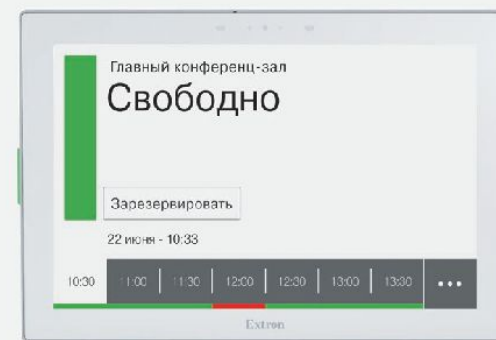 Главный конференц-зал
Свободно
Зарезервировать
22 июня - 10:33
10:30 11:00 11:30 12:00 12:30 13:00 13:30 •••
Extron